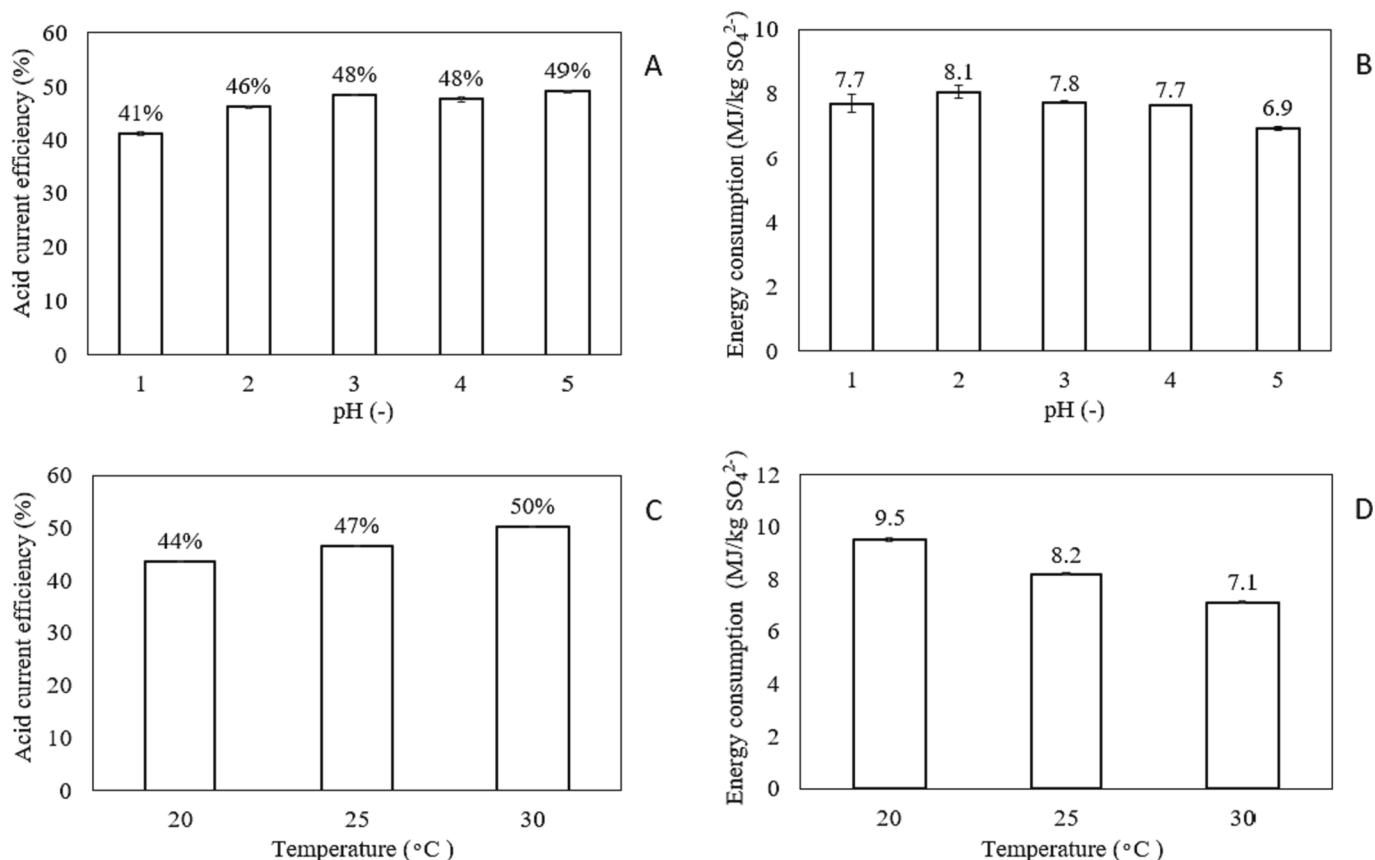 Acid current efficiency (%)
60
50
40
30
20
10
0
41%
46%
48%
48%
49%
1 2 3 4 5
pH (-)
A
Energy consumption (MJ/kg SO₄²⁻)
10
8
6
4
2
0
7.7
8.1
7.8
7.7
6.9
1 2 3 4 5
pH (-)
B
Acid current efficiency (%)
60
50
40
30
20
10
0
44%
47%
50%
20 25 30
Temperature (°C )
C
Energy consumption (MJ/kg SO₄²⁻)
12
10
8
6
4
2
0
9.5
8.2
7.1
20 25 30
Temperature (°C )
D